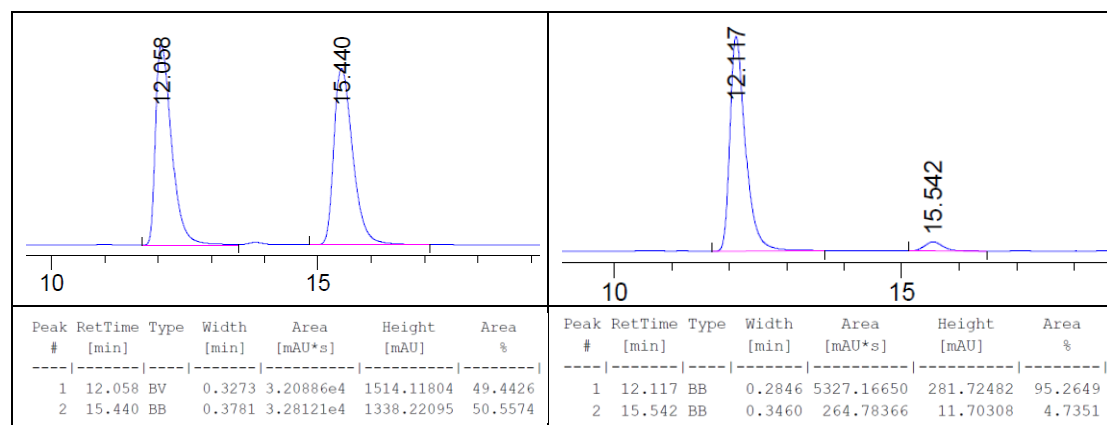 12.058
15.440
10
15
12.117
15.542
10
15
Peak RetTime Type Width Area Height Area
# [min] [min] [mAU*s] [mAU] %
----|-------|----|-------|----------|----------|--------|
1 12.058 BV 0.3273 3.20886e4 1514.11804 49.4426
2 15.440 BB 0.3781 3.28121e4 1338.22095 50.5574
Peak RetTime Type Width Area Height Area
# [min] [min] [mAU*s] [mAU] %
----|-------|----|-------|----------|----------|--------|
1 12.117 BB 0.2846 5327.16650 281.72482 95.2649
2 15.542 BB 0.3460 264.78366 11.70308 4.7351